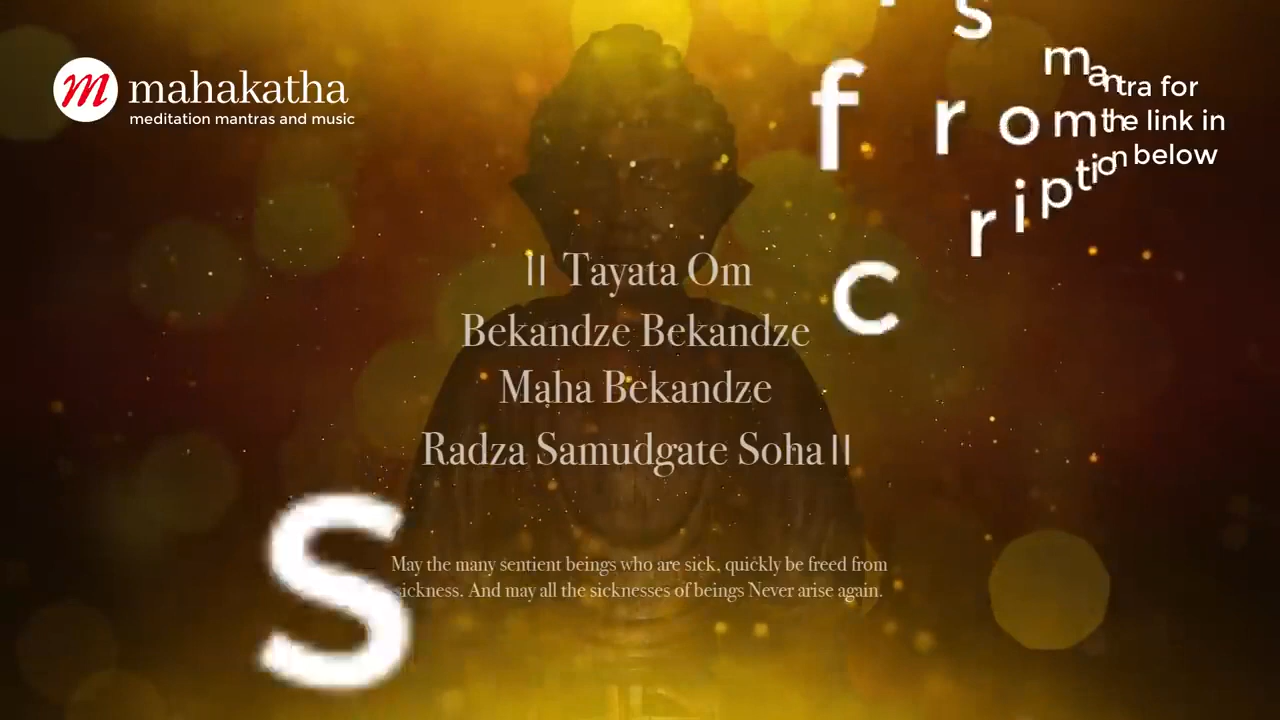 mahakatha
meditation mantras and music
s
mantra for
from the link in
cription below
|| Tayata Om
Bekandze Bekandze
Maha Bekandze
Radza Samudgate Soha ||
S
May the many sentient beings who are sick, quickly be freed from
sickness. And may all the sicknesses of beings Never arise again.